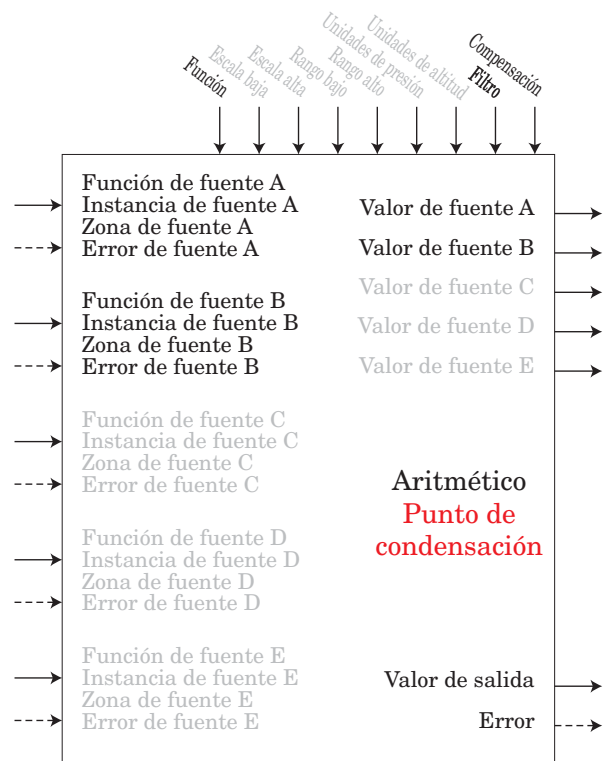 Función
Escala baja
Escala alta
Rango bajo
Rango alto
Unidades de presión
Unidades de altitud
Filtro
Compensación
Función de fuente A
Instancia de fuente A
Zona de fuente A
Error de fuente A
Función de fuente B
Instancia de fuente B
Zona de fuente B
Error de fuente B
Función de fuente C
Instancia de fuente C
Zona de fuente C
Error de fuente C
Función de fuente D
Instancia de fuente D
Zona de fuente D
Error de fuente D
Función de fuente E
Instancia de fuente E
Zona de fuente E
Error de fuente E
Valor de fuente A
Valor de fuente B
Valor de fuente C
Valor de fuente D
Valor de fuente E
Aritmético
Punto de
condensación
Valor de salida
Error